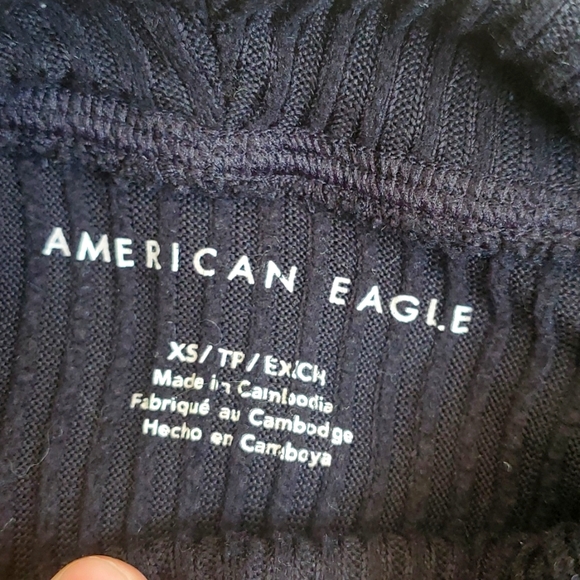 AMERICAN EAGLE
XS/TP/EX.CH
Made in Cambodia
Fabriqué au Cambodge
Hecho en Camboya